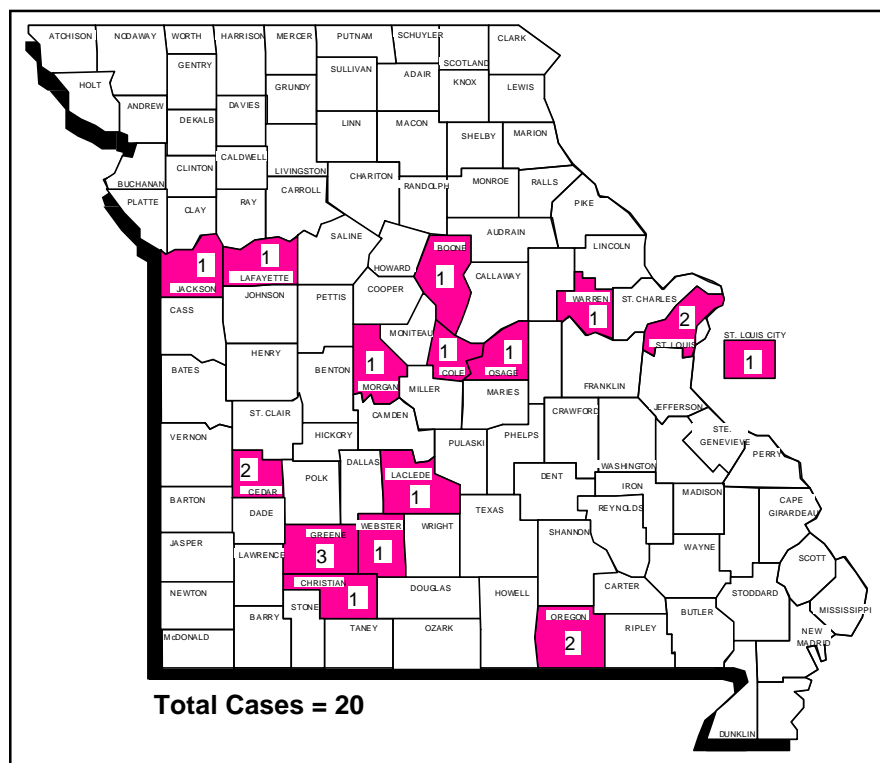 ATCHISON
NODAWAY
WORTH
HARRISON
MERCER
PUTNAM
SCHUYLER
SCOTLAND
CLARK
GENTRY
SULLIVAN
ADAIR
KNOX
LEWIS
HOLT
ANDREW
DEKALB
DAVIES
GRUNDY
LINN
MACON
SHELBY
MARION
BUCHANAN
CLINTON
CALDWELL
LIVINGSTON
CHARITON
RANDOLPH
MONROE
RALLS
PIKE
PLATTE
CLAY
RAY
CARROLL
SALINE
HOWARD
BOONE
1
AUDRAIN
LINCOLN
1
JACKSON
1
LAFAYETTE
COOPER
CALLAWAY
WARREN
1
ST. CHARLES
2
ST. LOUIS
ST. LOUIS CITY
1
CASS
JOHNSON
PETTIS
MONITEAU
1
MORGAN
1
COLE
1
OSAGE
BATES
HENRY
BENTON
MILLER
MARIES
FRANKLIN
JEFFERSON
ST. CLAIR
CAMDEN
CRAWFORD
STE.
GENEVIEVE
VERNON
HICKORY
PULASKI
PHELPS
WASHINGTON
PERRY
2
CEDAR
POLK
DALLAS
LACLEDE
1
DENT
IRON
MADISON
CAPE
GIRARDEAU
BARTON
DADE
GREENE
3
WEBSTER
1
WRIGHT
TEXAS
SHANNON
REYNOLDS
WAYNE
SCOTT
JASPER
LAWRENCE
CHRISTIAN
1
DOUGLAS
HOWELL
CARTER
STODDARD
MISSISSIPPI
NEWTON
BARRY
STONE
TANEY
OZARK
OREGON
2
RIPLEY
BUTLER
NEW
MADRID
McDONALD
DUNKLIN
Total Cases = 20